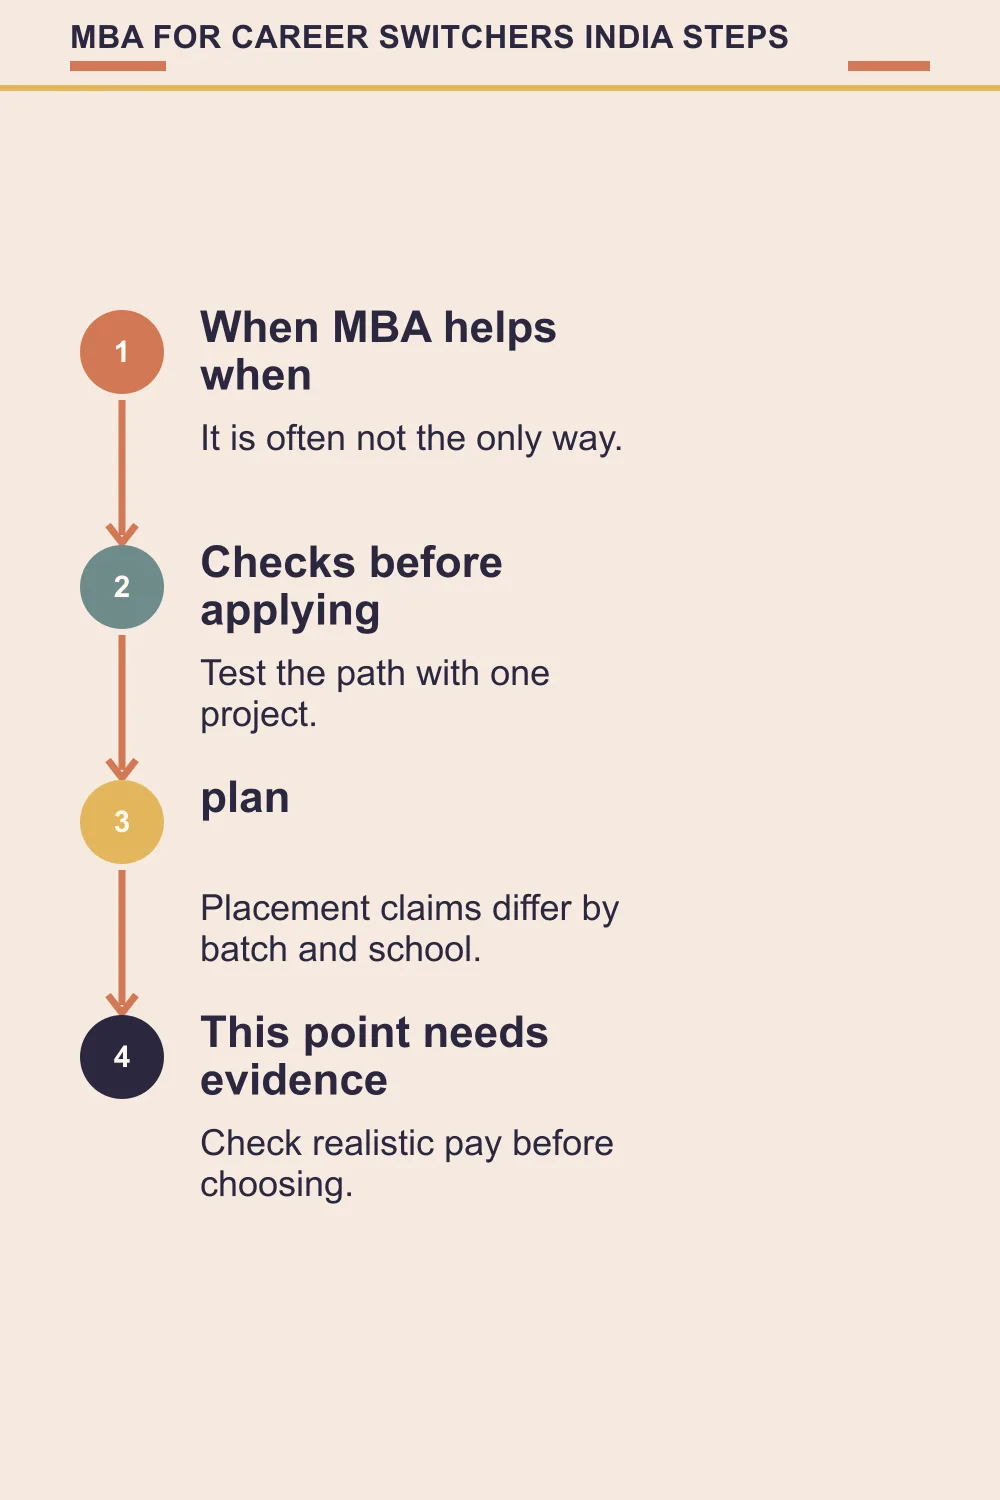 MBA FOR CAREER SWITCHERS INDIA STEPS
1
When MBA helps
when
It is often not the only way.
2
Checks before
applying
Test the path with one
project.
3
plan
Placement claims differ by
batch and school.
4
This point needs
evidence
Check realistic pay before
choosing.